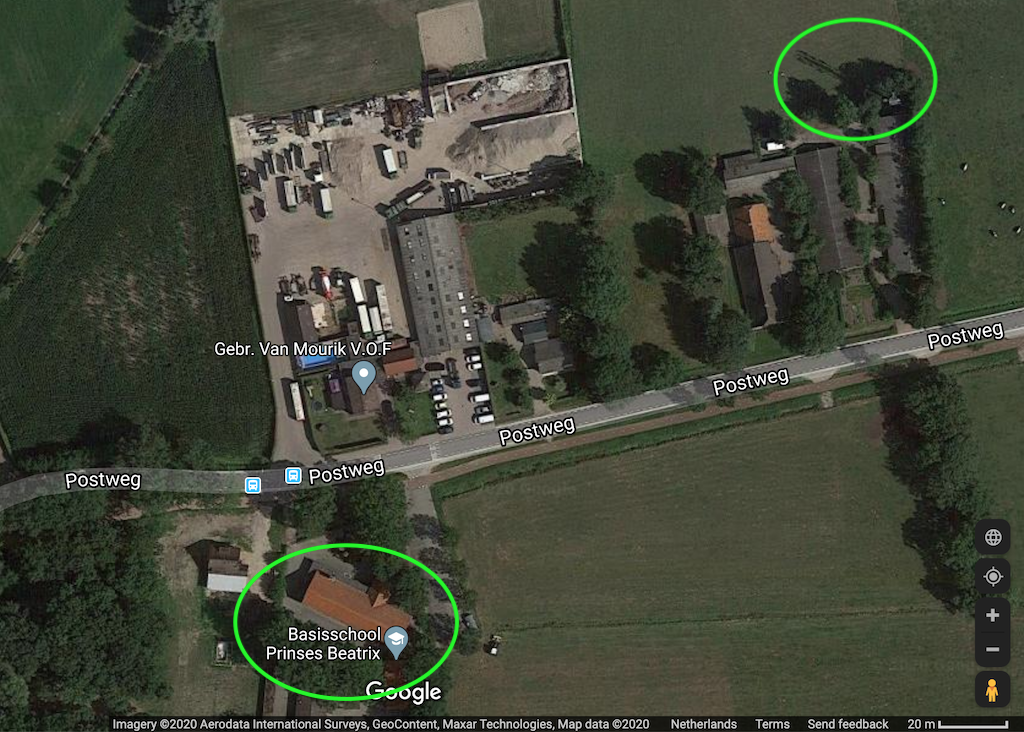 Postweg
Postweg
Gebr. Van Mourik V.O.F
Postweg
Postweg
Postweg
Basisschool
Prinses Beatrix
Google
Imagery ©2020 Aerodata International Surveys, GeoContent, Maxar Technologies, Map data ©2020 Netherlands Terms Send feedback 20 m